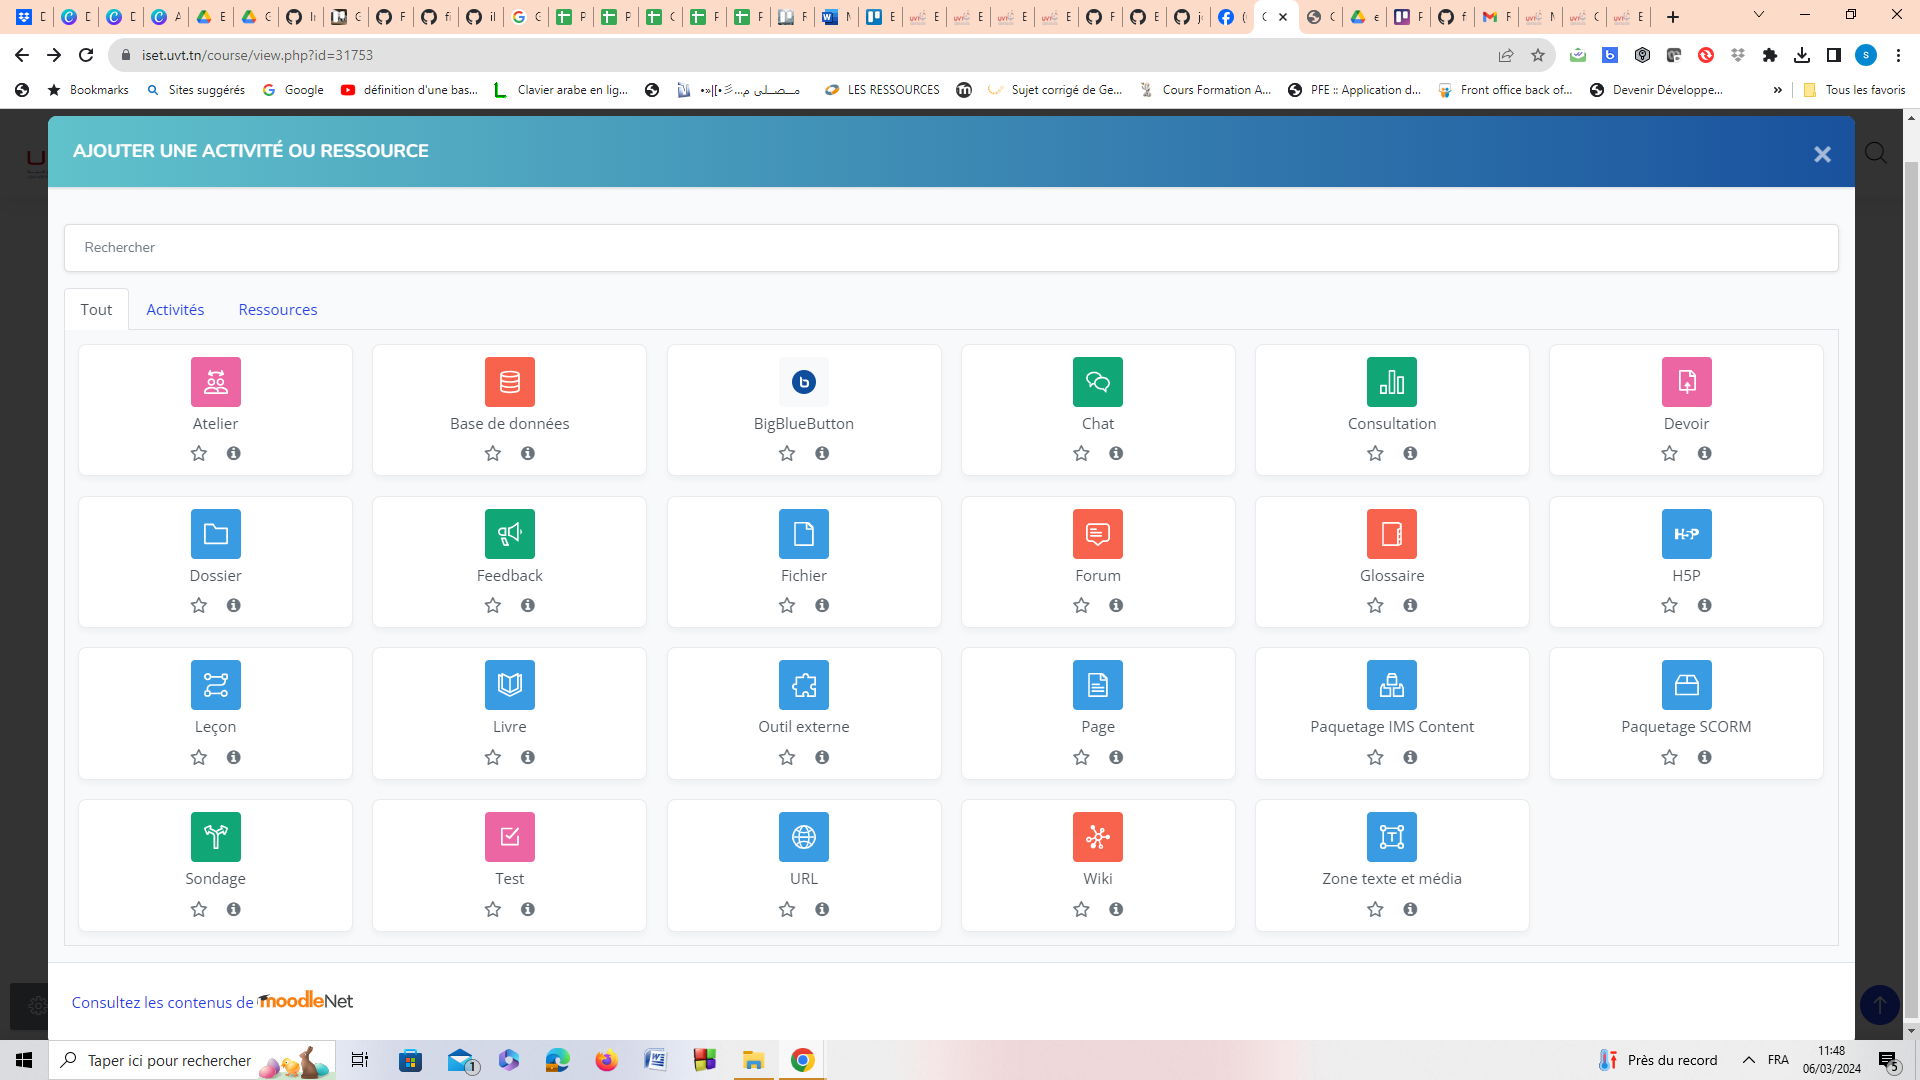 iset.uvt.tn/course/view.php?id=31753
Bookmarks
Sites suggérés
Google
définition d'une bas...
Clavier arabe en lig...
LES RESSOURCES
Sujet corrigé de Ge...
Cours Formation A...
PFE :: Application d...
Front office back of...
Devenir Développe...
»
Tous les favoris
AJOUTER UNE ACTIVITÉ OU RESSOURCE
Rechercher
Tout
Activités
Ressources
Atelier
Base de données
BigBlueButton
Chat
Consultation
Devoir
Dossier
Feedback
Fichier
Forum
Glossaire
H5P
Leçon
Livre
Outil externe
Page
Paquetage IMS Content
Paquetage SCORM
Sondage
Test
URL
Wiki
Zone texte et média
Consultez les contenus de moodleNet
Taper ici pour rechercher
Près du record
FRA
11:48
06/03/2024